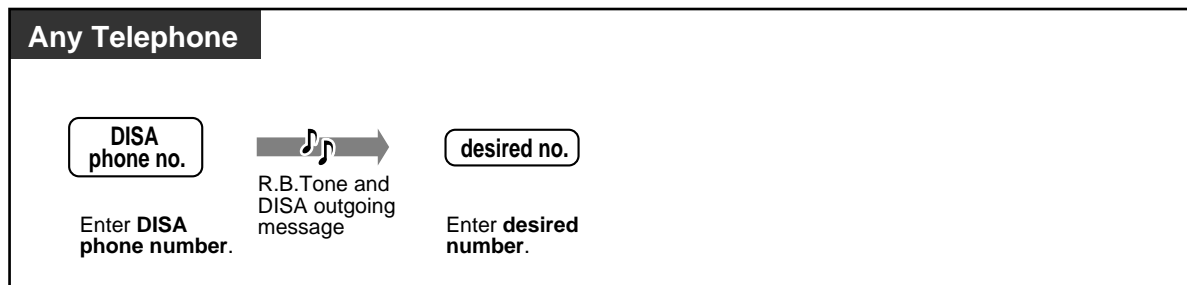 Any Telephone
DISA
phone no.
R.B.Tone and
DISA outgoing
message
desired no.
Enter DISA
phone number.
Enter desired
number.